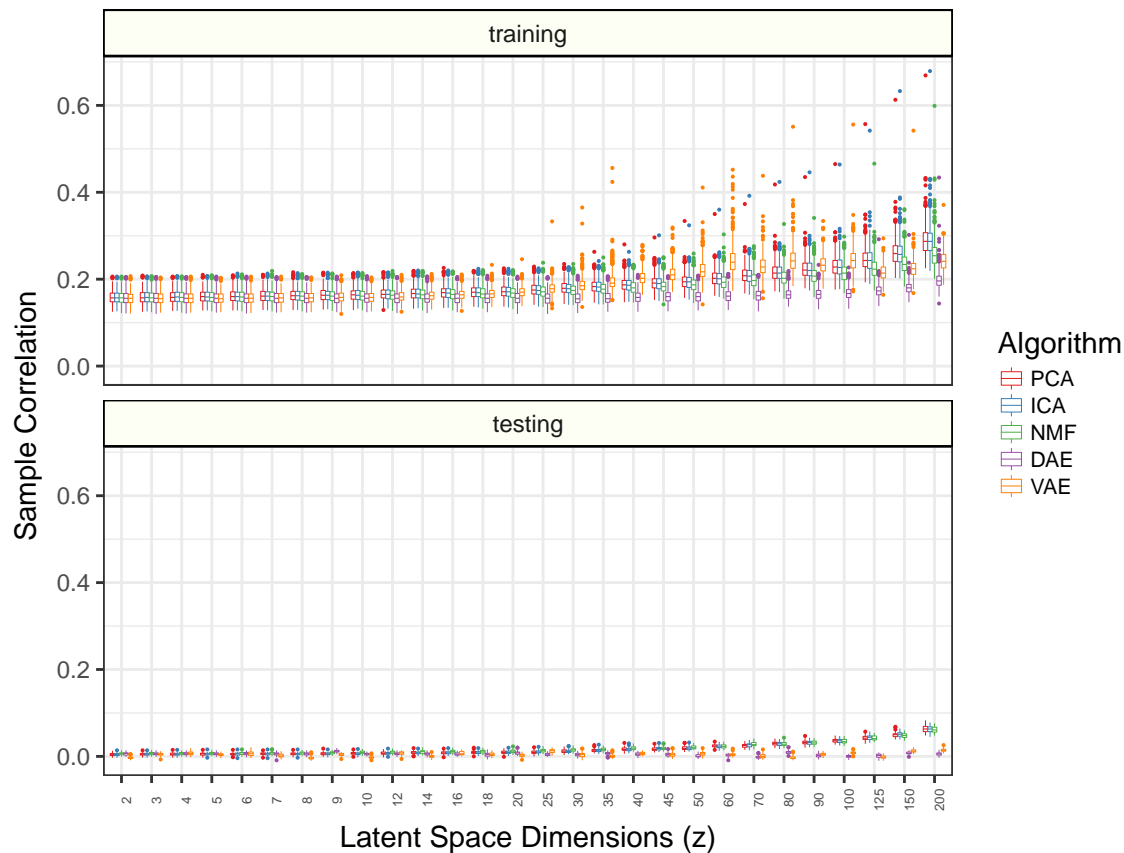 training
0.6
0.4
0.2
0.0
testing
0.6
0.4
0.2
0.0
Sample Correlation
2 3 4 5 6 7 8 9 10 12 14 16 18 20 25 30 35 40 45 50 60 70 80 90 100 125 150 200
Latent Space Dimensions (z)
Algorithm
PCA
ICA
NMF
DAE
VAE